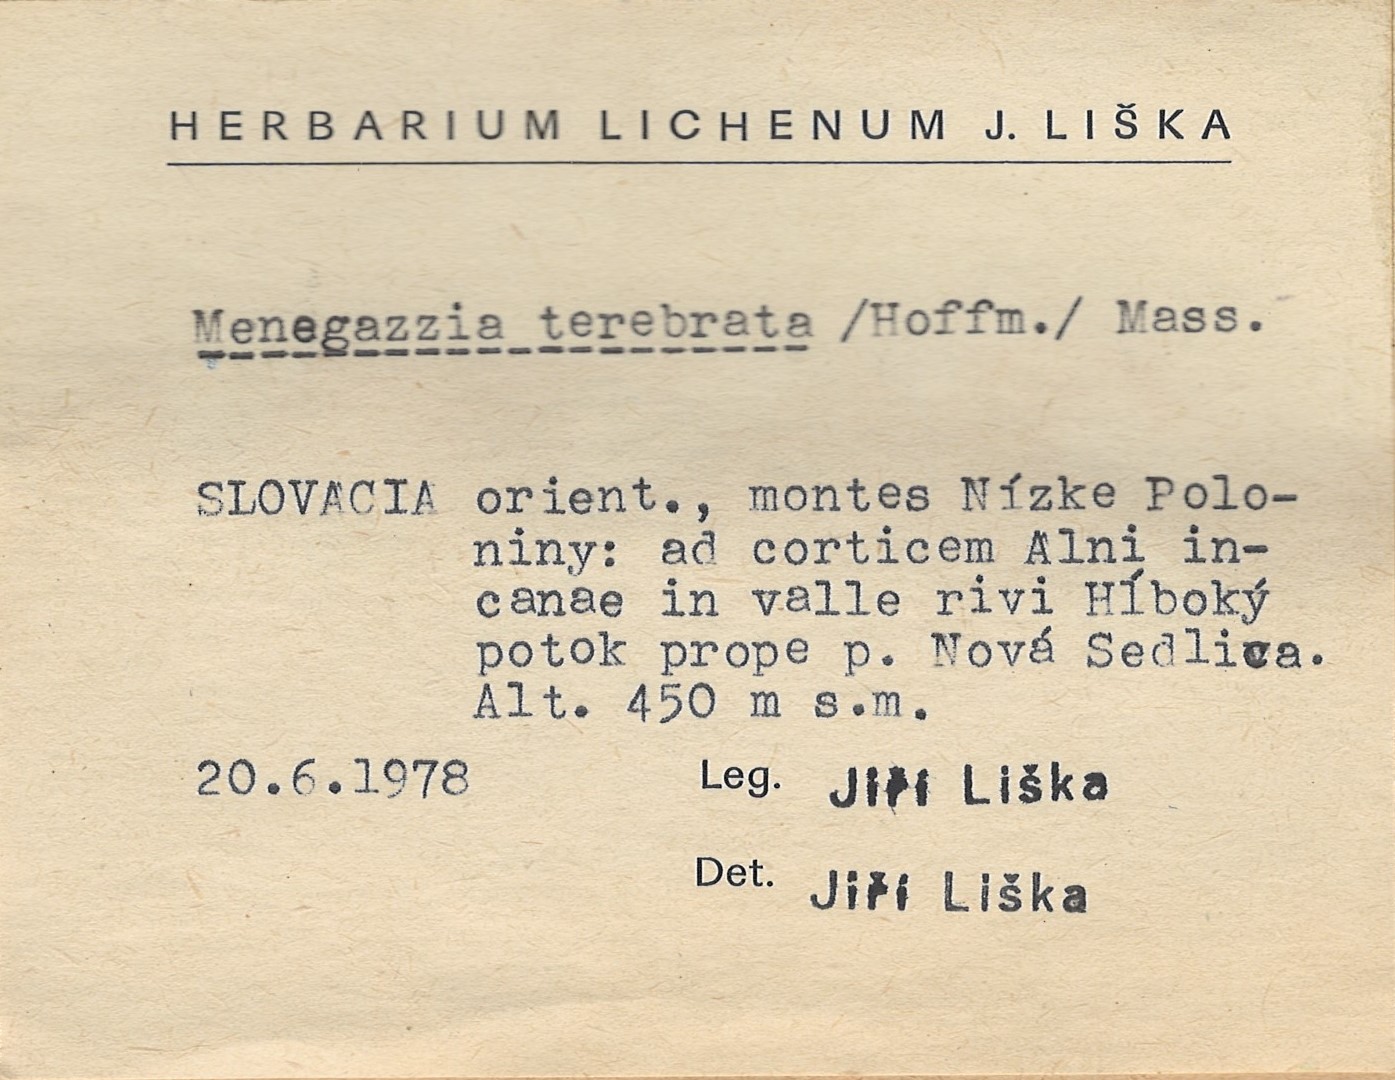 HERBARIUM LICHENUM J. LIŠKA
Menegazzia terebrata /Hoffm./ Mass.
SLOVACIA orient., montes Nízke Polo-
niny: ad corticem Alni in-
canae in valle rivi Hĺboký
potok prope p. Nová Sedlica.
Alt. 450 m s.m.
20.6.1978 Leg. Jiří Liška
Det. Jiří Liška